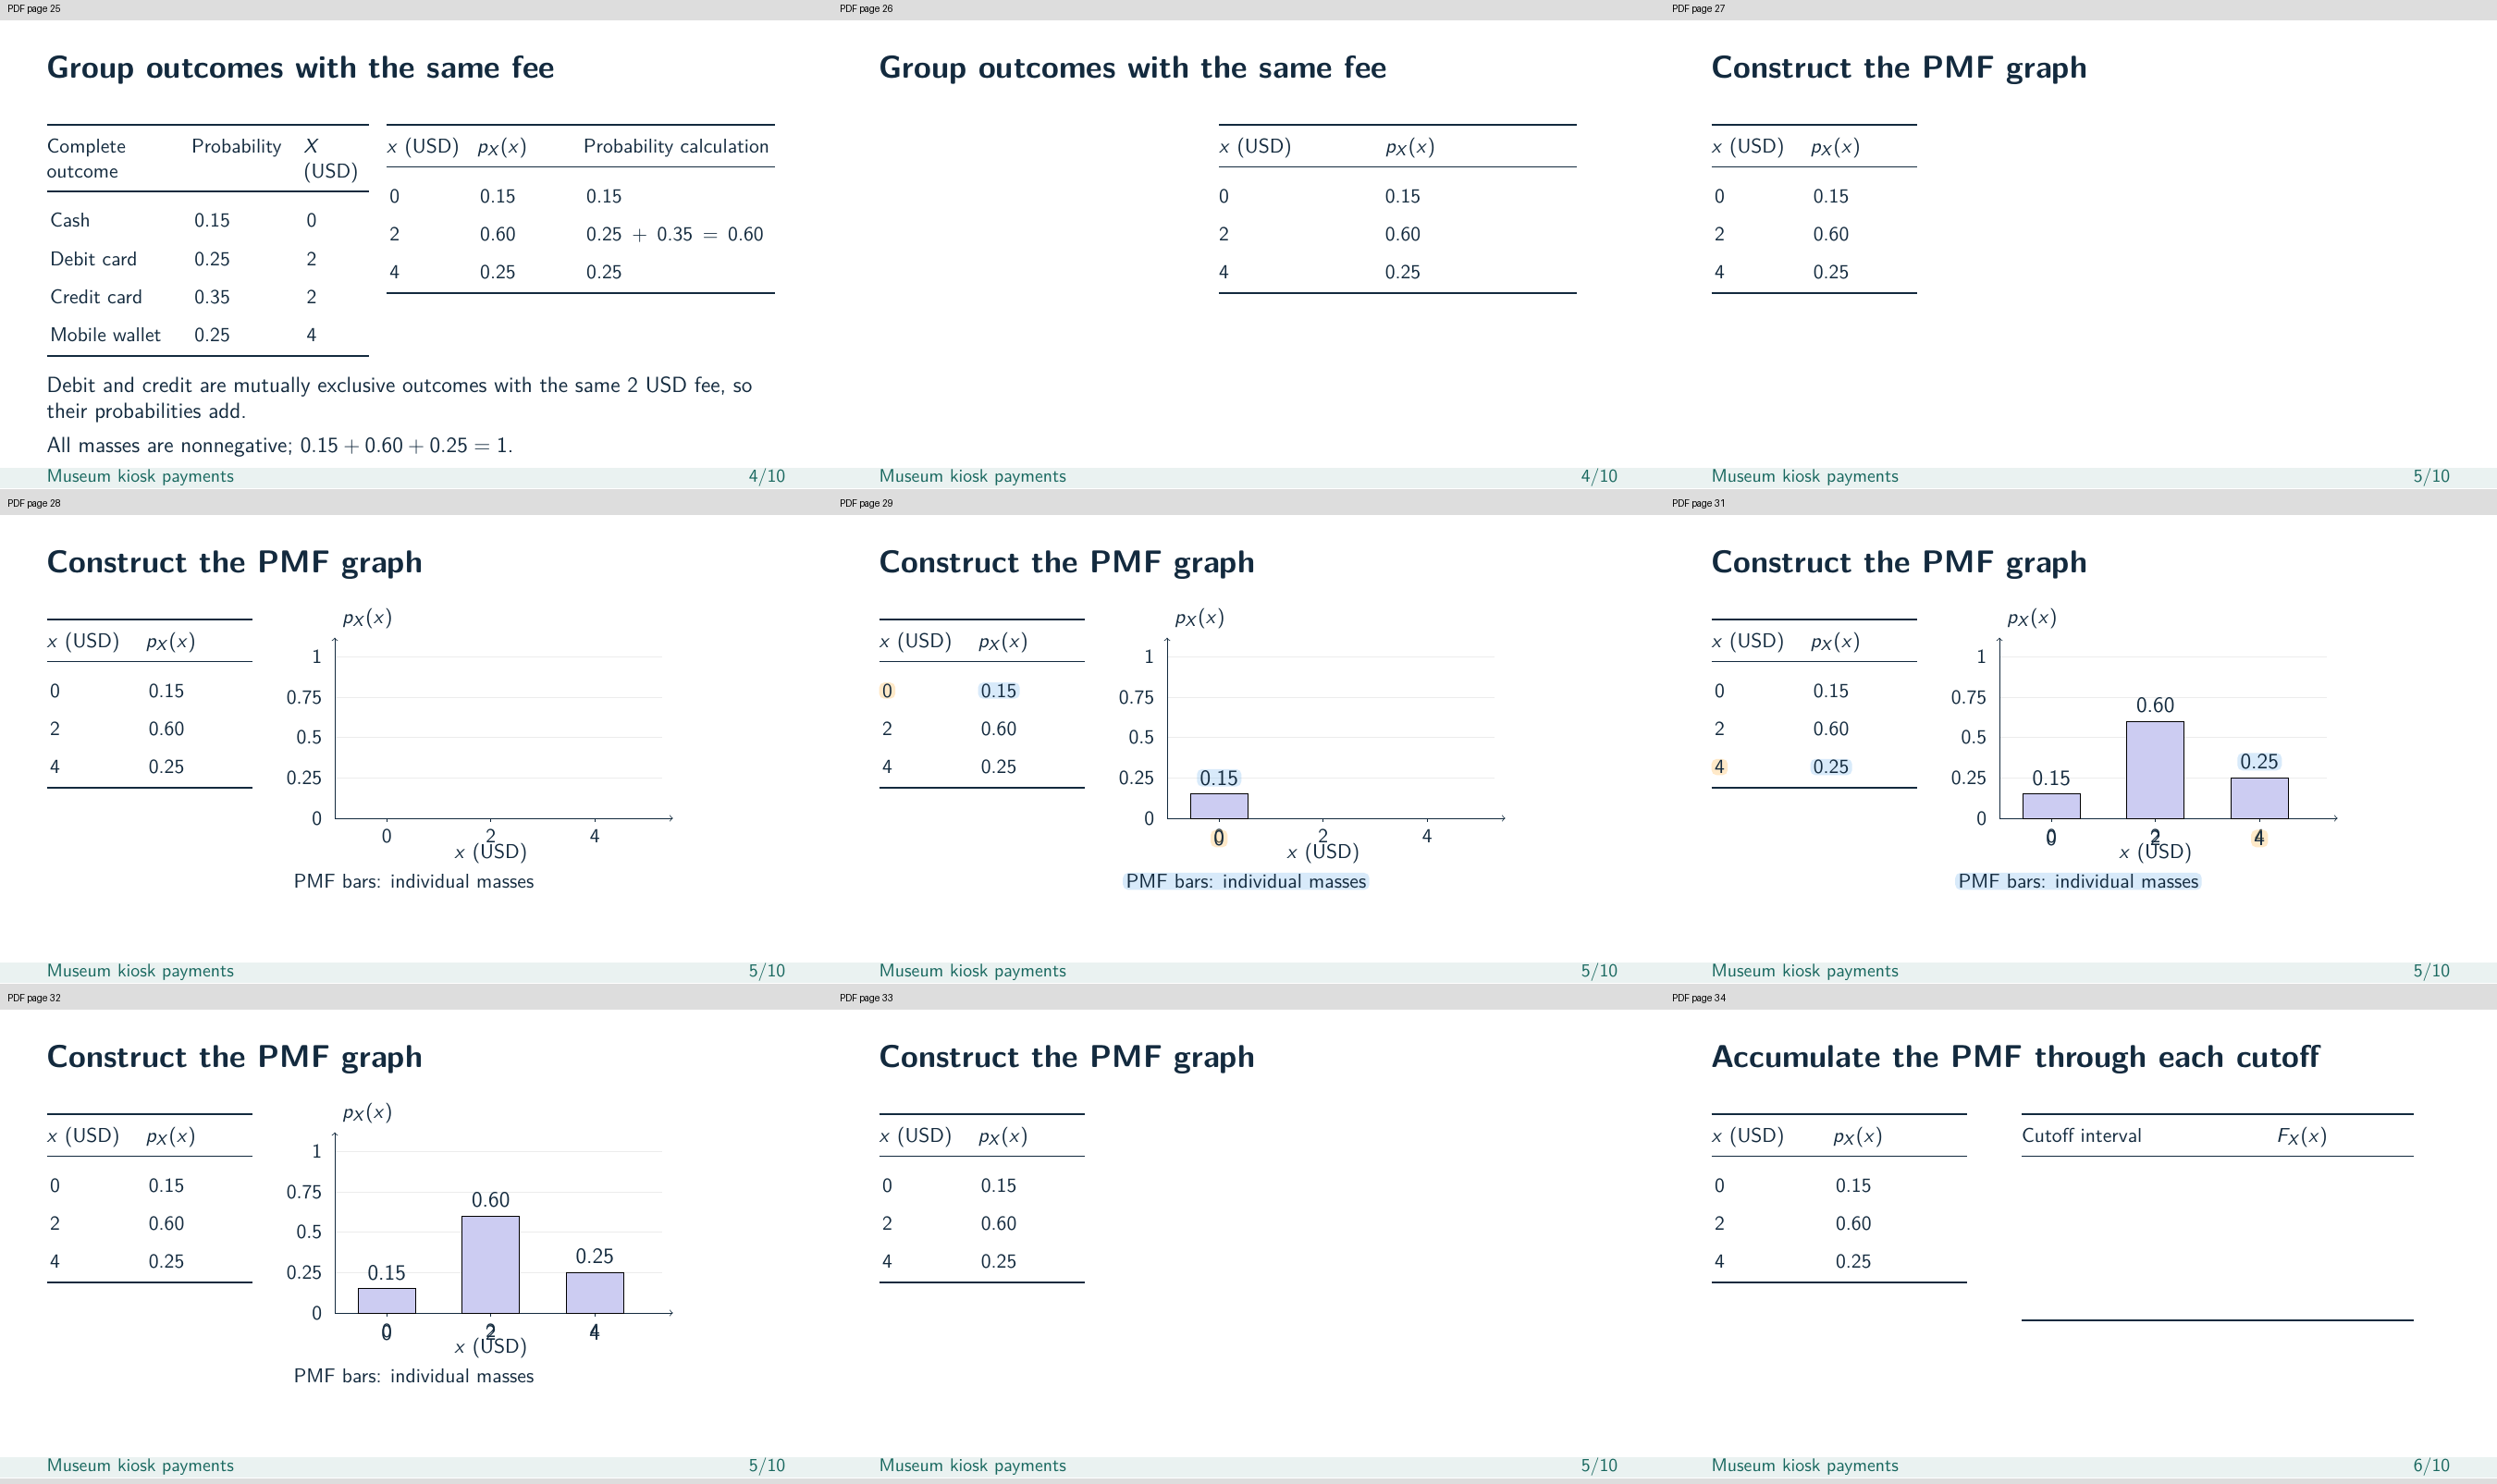 PDF page 25
Group outcomes with the same fee
Complete outcome Probability X (USD)
Cash 0.15 0
Debit card 0.25 2
Credit card 0.35 2
Mobile wallet 0.25 4
x (USD) pX(x) Probability calculation
0 0.15 0.15
2 0.60 0.25 + 0.35 = 0.60
4 0.25 0.25
Debit and credit are mutually exclusive outcomes with the same 2 USD fee, so
their probabilities add.
All masses are nonnegative; 0.15 + 0.60 + 0.25 = 1.
Museum kiosk payments 4/10
PDF page 26
Group outcomes with the same fee
x (USD) pX(x)
0 0.15
2 0.60
4 0.25
Museum kiosk payments 4/10
PDF page 27
Construct the PMF graph
x (USD) pX(x)
0 0.15
2 0.60
4 0.25
Museum kiosk payments 5/10
PDF page 28
Construct the PMF graph
x (USD) pX(x)
0 0.15
2 0.60
4 0.25
pX(x)
1
0.75
0.5
0.25
0
0 2 4
x (USD)
PMF bars: individual masses
Museum kiosk payments 5/10
PDF page 29
Construct the PMF graph
x (USD) pX(x)
0 0.15
2 0.60
4 0.25
pX(x)
1
0.75
0.5
0.25
0
0.15
0 2 4
x (USD)
PMF bars: individual masses
Museum kiosk payments 5/10
PDF page 31
Construct the PMF graph
x (USD) pX(x)
0 0.15
2 0.60
4 0.25
pX(x)
1
0.75
0.5
0.25
0
0.15 0.60 0.25
0 2 4
x (USD)
PMF bars: individual masses
Museum kiosk payments 5/10
PDF page 32
Construct the PMF graph
x (USD) pX(x)
0 0.15
2 0.60
4 0.25
pX(x)
1
0.75
0.5
0.25
0
0.15 0.60 0.25
0 2 4
x (USD)
PMF bars: individual masses
Museum kiosk payments 5/10
PDF page 33
Construct the PMF graph
x (USD) pX(x)
0 0.15
2 0.60
4 0.25
Museum kiosk payments 5/10
PDF page 34
Accumulate the PMF through each cutoff
x (USD) pX(x)
0 0.15
2 0.60
4 0.25
Cutoff interval FX(x)
Museum kiosk payments 6/10